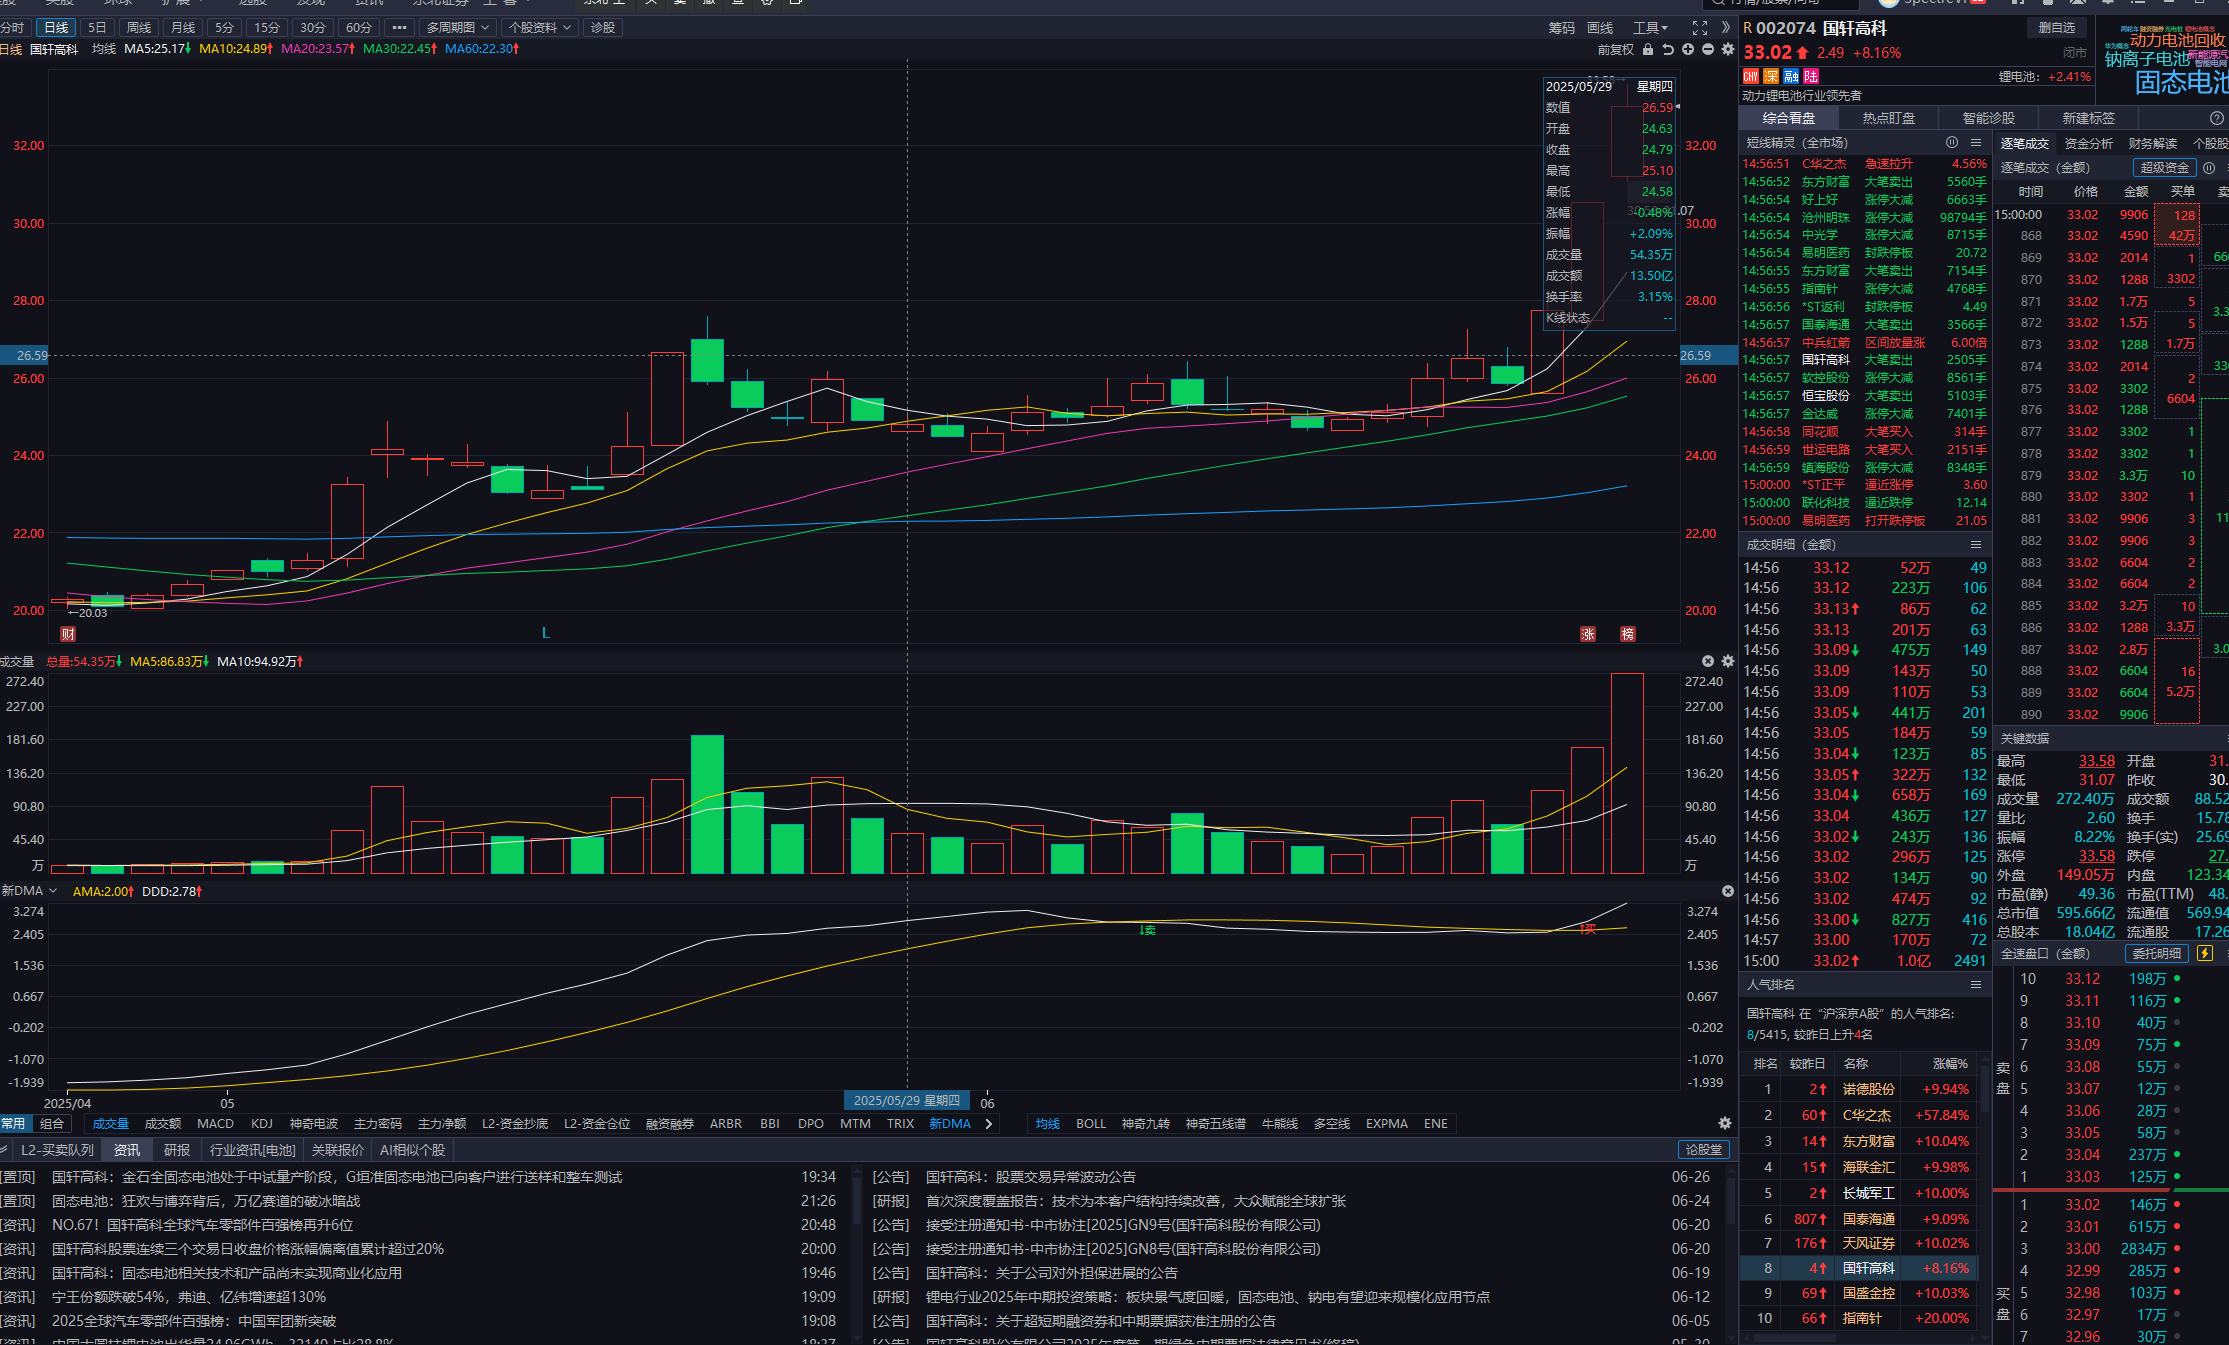 分时 日线 5日 周线 月线 5分 15分 30分 60分 ••• 多周期图 个股资料 诊股 筹码 画线 工具
日线 国轩高科 均线 MA5:25.17↓ MA10:24.89↑ MA20:23.57↑ MA30:22.45↑ MA60:22.30↑ 前复权
2025/05/29 星期四
数值 26.59
开盘 24.63
收盘 24.79
最高 25.10
最低 24.58
涨幅 -0.48%
振幅 +2.09%
成交量 54.35万
成交额 13.50亿
换手率 3.15%
K线状态 --
32.00 32.00
30.00 30.00
28.00 28.00
26.59 26.59
26.00 26.00
24.00 24.00
22.00 22.00
20.00 20.00
←20.03
财 L 涨 榜
成交量 总量:54.35万↓ MA5:86.83万↓ MA10:94.92万↑
272.40 272.40
227.00 227.00
181.60 181.60
136.20 136.20
90.80 90.80
45.40 45.40
万 万
新DMA AMA:2.00↑ DDD:2.78↑
3.274 3.274
2.405 2.405
1.536 1.536
0.667 0.667
-0.202 -0.202
-1.070 -1.070
-1.939 -1.939
↓卖 ↑买
2025/04 05 2025/05/29 星期四 06
常用 组合 成交量 成交额 MACD KDJ 神奇电波 主力密码 主力净额 L2-资金抄底 L2-资金仓位 融资融券 ARBR BBI DPO MTM TRIX 新DMA 均线 BOLL 神奇九转 神奇五线谱 牛能线 多空线 EXPMA ENE
L2-买卖队列 资讯 研报 行业资讯[电池] 关联报价 AI相似个股 论股堂
[置顶] 国轩高科：金石全固态电池处于中试量产阶段，G垣准固态电池已向客户进行送样和整车测试 19:34
[置顶] 固态电池：狂欢与博弈背后，万亿赛道的破冰暗战 21:26
[资讯] NO.67！国轩高科全球汽车零部件百强榜再升6位 20:48
[资讯] 国轩高科股票连续三个交易日收盘价格涨幅偏离值累计超过20% 20:00
[资讯] 国轩高科：固态电池相关技术和产品尚未实现商业化应用 19:46
[资讯] 宁王份额跌破54%，弗迪、亿纬增速超130% 19:09
[资讯] 2025全球汽车零部件百强榜：中国军团新突破 19:08
[公告] 国轩高科：股票交易异常波动公告 06-26
[研报] 首次深度覆盖报告：技术为本客户结构持续改善，大众赋能全球扩张 06-24
[公告] 接受注册通知书-中市协注[2025]GN9号(国轩高科股份有限公司) 06-20
[公告] 接受注册通知书-中市协注[2025]GN8号(国轩高科股份有限公司) 06-20
[公告] 国轩高科：关于公司对外担保进展的公告 06-19
[研报] 锂电行业2025年中期投资策略：板块景气度回暖，固态电池、钠电有望迎来规模化应用节点 06-12
[公告] 国轩高科：关于超短期融资券和中期票据获准注册的公告 06-05
R 002074 国轩高科 删自选
33.02↑ 2.49 +8.16% 闭市
CHY 深 融 陆 锂电池：+2.41%
动力锂电池行业领先者
动力电池回收
钠离子电池
固态电池
综合看盘 热点盯盘 智能诊股 新建标签
短线精灵（全市场）
14:56:51 C华之杰 急速拉升 4.56%
14:56:52 东方财富 大笔卖出 5560手
14:56:54 好上好 涨停大减 6663手
14:56:54 沧州明珠 涨停大减 98794手
14:56:54 中光学 涨停大减 8715手
14:56:54 易明医药 封跌停板 20.72
14:56:55 东方财富 大笔卖出 7154手
14:56:55 指南针 涨停大减 4768手
14:56:56 *ST返利 封跌停板 4.49
14:56:57 国泰海通 大笔卖出 3566手
14:56:57 中兵红箭 区间放量涨 6.00倍
14:56:57 国轩高科 大笔卖出 2505手
14:56:57 软控股份 涨停大减 8561手
14:56:57 恒宝股份 大笔卖出 5103手
14:56:57 金达威 涨停大减 7401手
14:56:58 同花顺 大笔买入 314手
14:56:59 世运电路 大笔买入 2151手
14:56:59 镇海股份 涨停大减 8348手
15:00:00 *ST正平 逼近涨停 3.60
15:00:00 联化科技 逼近跌停 12.14
15:00:00 易明医药 打开跌停板 21.05
成交明细（金额）
14:56 33.12 52万 49
14:56 33.12 223万 106
14:56 33.13↑ 86万 62
14:56 33.13 201万 63
14:56 33.09↓ 475万 149
14:56 33.09 143万 50
14:56 33.09 110万 53
14:56 33.05↓ 441万 201
14:56 33.05 184万 59
14:56 33.04↓ 123万 85
14:56 33.05↑ 322万 132
14:56 33.04↓ 658万 169
14:56 33.04 436万 127
14:56 33.02↓ 243万 136
14:56 33.02 296万 125
14:56 33.02 134万 90
14:56 33.02 474万 92
14:56 33.00↓ 827万 416
14:57 33.00 170万 72
15:00 33.02↑ 1.0亿 2491
人气排名
国轩高科 在“沪深京A股”的人气排名:
8/5415, 较昨日上升4名
排名 较昨日 名称 涨幅%
1 2↑ 诺德股份 +9.94%
2 60↑ C华之杰 +57.84%
3 14↑ 东方财富 +10.04%
4 15↑ 海联金汇 +9.98%
5 2↑ 长城军工 +10.00%
6 807↑ 国泰海通 +9.09%
7 176↑ 天风证券 +10.02%
8 4↑ 国轩高科 +8.16%
9 69↑ 国盛金控 +10.03%
10 66↑ 指南针 +20.00%
逐笔成交 资金分析 财务解读 个股股
逐笔成交（金额） 超级资金
时间 价格 金额 买单
15:00:00 33.02 9906 128
868 33.02 4590 42万
869 33.02 2014 1
870 33.02 1288 3302
871 33.02 1.7万 5
872 33.02 1.5万 5
873 33.02 1288 1.7万
874 33.02 2014 2
875 33.02 3302
876 33.02 1288 6604
877 33.02 3302 1
878 33.02 3302 1
879 33.02 3.3万 10
880 33.02 3302 1
881 33.02 9906 3
882 33.02 9906 3
883 33.02 6604 2
884 33.02 6604 2
885 33.02 3.2万 10
886 33.02 1288 3.3万
887 33.02 2.8万
888 33.02 6604 16
889 33.02 6604 5.2万
890 33.02 9906
关键数据
最高 33.58 开盘 31.
最低 31.07 昨收 30.
成交量 272.40万 成交额 88.52
量比 2.60 换手 15.78
振幅 8.22% 换手(实) 25.69
涨停 33.58 跌停 27.
外盘 149.05万 内盘 123.34
市盈(静) 49.36 市盈(TTM) 48.
总市值 595.66亿 流通值 569.94
总股本 18.04亿 流通股 17.26
全速盘口（金额） 委托明细
卖盘
10 33.12 198万
9 33.11 116万
8 33.10 40万
7 33.09 75万
6 33.08 55万
5 33.07 12万
4 33.06 28万
3 33.05 58万
2 33.04 237万
1 33.03 125万
买盘
1 33.02 146万
2 33.01 615万
3 33.00 2834万
4 32.99 285万
5 32.98 103万
6 32.97 17万
7 32.96 30万